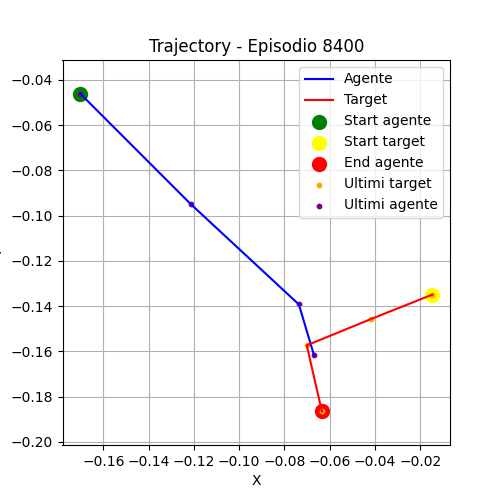 Trajectory - Episodio 8400
Agente
Target
Start agente
Start target
End agente
Ultimi target
Ultimi agente
−0.04
−0.06
−0.08
−0.10
−0.12
−0.14
−0.16
−0.18
−0.20
−0.16 −0.14 −0.12 −0.10 −0.08 −0.06 −0.04 −0.02
X